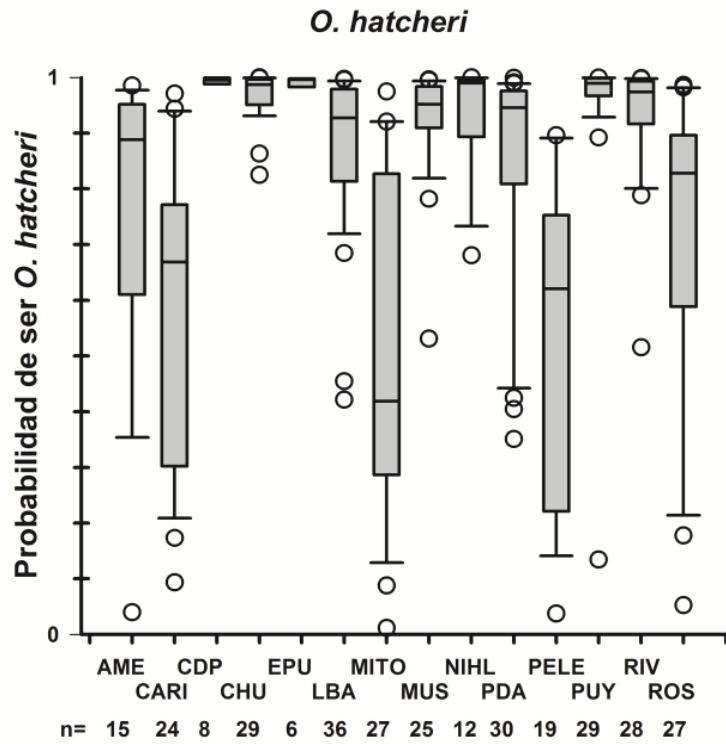 O. hatcheri
Probabilidad de ser O. hatcheri
1
0
AME CDP EPU MITO NIHL PELE RIV
CARI CHU LBA MUS PDA PUY ROS
n= 15 24 8 29 6 36 27 25 12 30 19 29 28 27